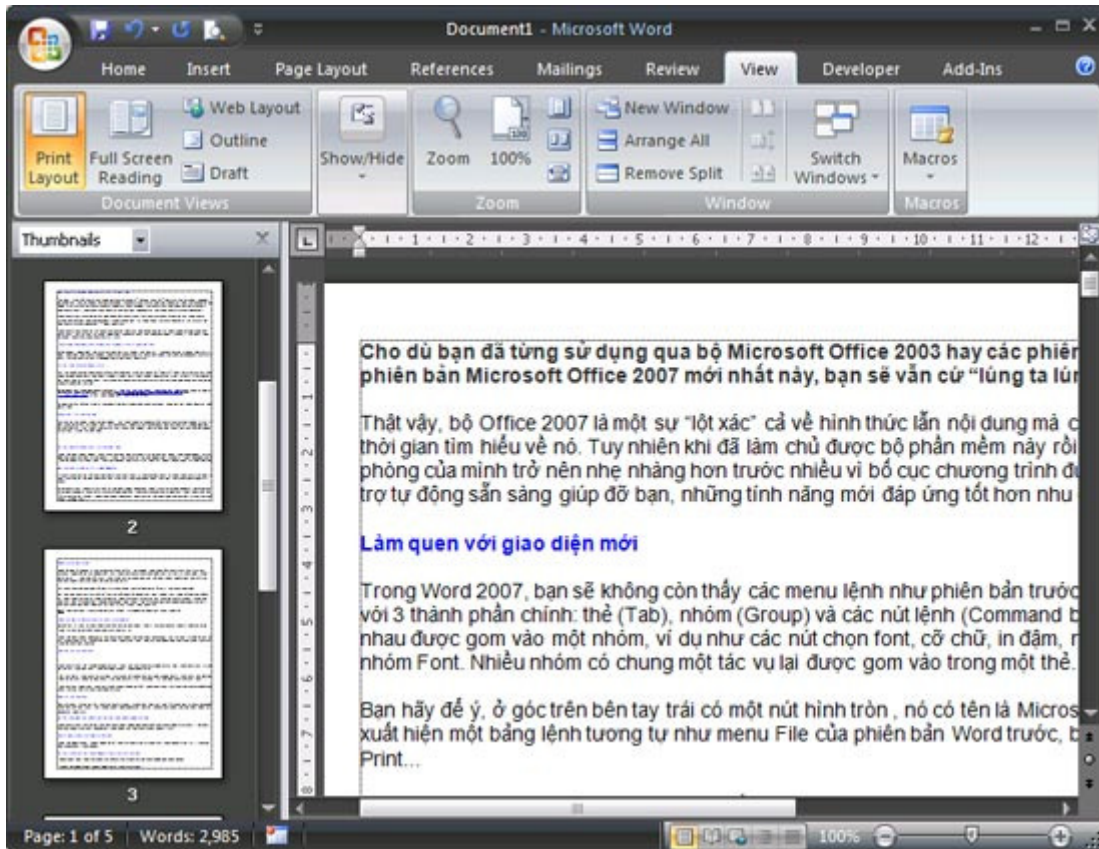 Document1 - Microsoft Word
Home Insert Page Layout References Mailings Review View Developer Add-Ins
Print Layout
Full Screen Reading
Web Layout
Outline
Draft
Document Views
Show/Hide
Zoom
100%
Zoom
New Window
Arrange All
Remove Split
Switch Windows
Window
Macros
Macros
Thumbnails
1 2 3 4 5 6 7 8 9 10 11 12
2
3
Cho dù bạn đã từng sử dụng qua bộ Microsoft Office 2003 hay các phiên
phiên bản Microsoft Office 2007 mới nhất này, bạn sẽ vẫn cứ “lúng ta lún
Thật vậy, bộ Office 2007 là một sự “lột xác” cả về hình thức lẫn nội dung mà c
thời gian tìm hiểu về nó. Tuy nhiên khi đã làm chủ được bộ phần mềm này rồi
phòng của mình trở nên nhẹ nhàng hơn trước nhiều vì bố cục chương trình đu
trợ tự động sẵn sàng giúp đỡ bạn, những tính năng mới đáp ứng tốt hơn nhu
Làm quen với giao diện mới
Trong Word 2007, bạn sẽ không còn thấy các menu lệnh như phiên bản trước
với 3 thành phần chính: thẻ (Tab), nhóm (Group) và các nút lệnh (Command b
nhau được gom vào một nhóm, ví dụ như các nút chọn font, cỡ chữ, in đậm,
nhóm Font. Nhiều nhóm có chung một tác vụ lại được gom vào trong một thẻ.
Bạn hãy để ý, ở góc trên bên tay trái có một nút hình tròn , nó có tên là Micros
xuất hiện một bảng lệnh tương tự như menu File của phiên bản Word trước, b
Print...
Page: 1 of 5 Words: 2,985 100%